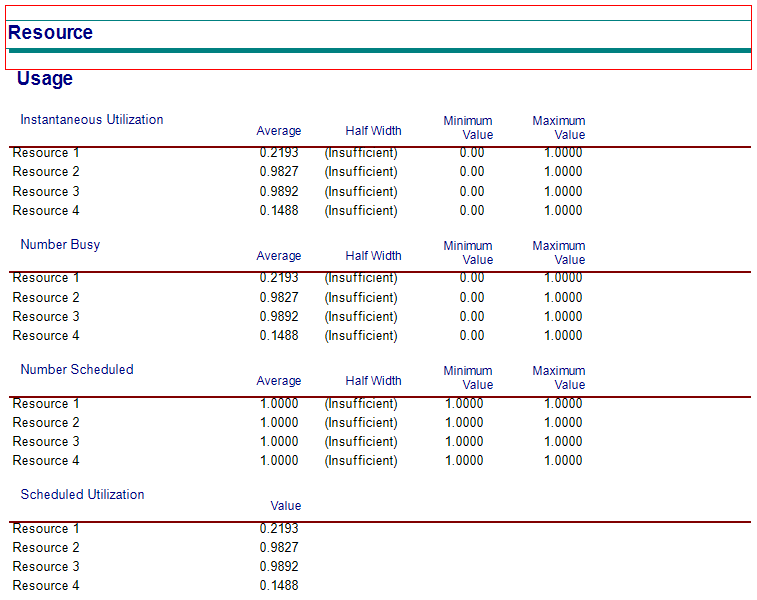 Resource
Usage
Instantaneous Utilization Average Half Width Minimum Value Maximum Value
Resource 1 0.2193 (Insufficient) 0.00 1.0000
Resource 2 0.9827 (Insufficient) 0.00 1.0000
Resource 3 0.9892 (Insufficient) 0.00 1.0000
Resource 4 0.1488 (Insufficient) 0.00 1.0000
Number Busy Average Half Width Minimum Value Maximum Value
Resource 1 0.2193 (Insufficient) 0.00 1.0000
Resource 2 0.9827 (Insufficient) 0.00 1.0000
Resource 3 0.9892 (Insufficient) 0.00 1.0000
Resource 4 0.1488 (Insufficient) 0.00 1.0000
Number Scheduled Average Half Width Minimum Value Maximum Value
Resource 1 1.0000 (Insufficient) 1.0000 1.0000
Resource 2 1.0000 (Insufficient) 1.0000 1.0000
Resource 3 1.0000 (Insufficient) 1.0000 1.0000
Resource 4 1.0000 (Insufficient) 1.0000 1.0000
Scheduled Utilization Value
Resource 1 0.2193
Resource 2 0.9827
Resource 3 0.9892
Resource 4 0.1488